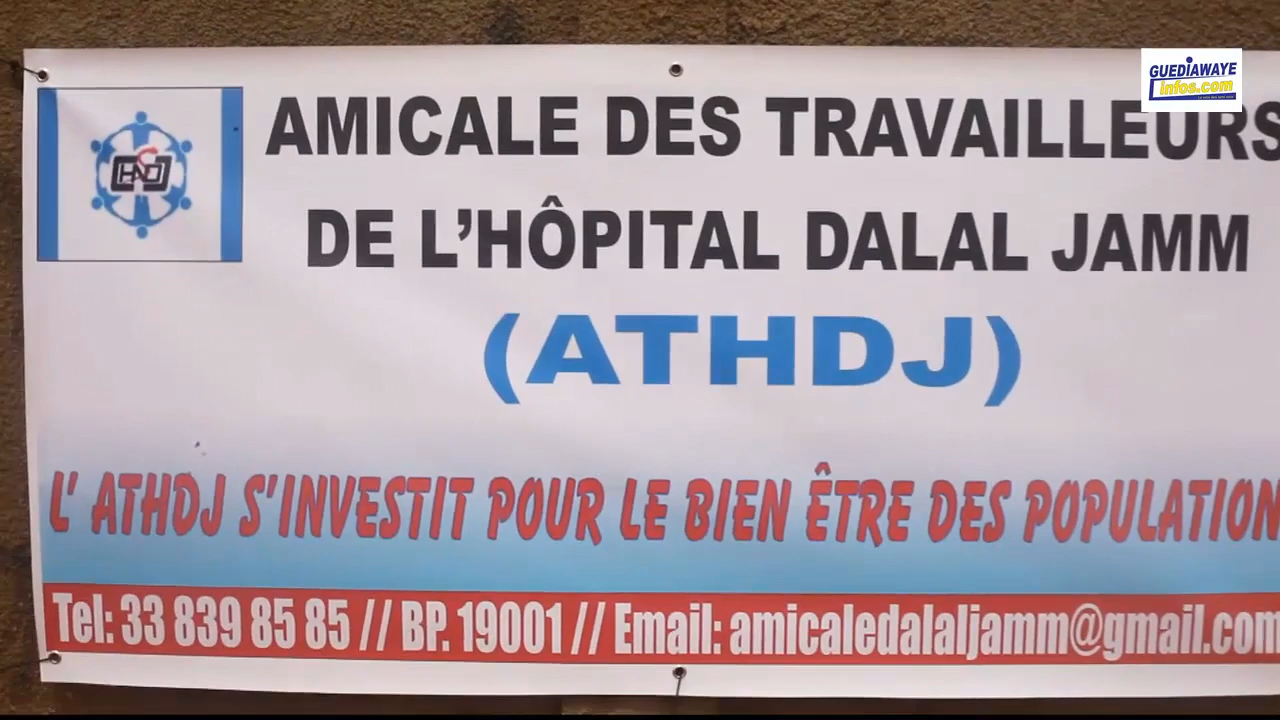 GUEDIAWAYE
infos.com
AMICALE DES TRAVAILLEURS
DE L'HÔPITAL DALAL JAMM
(ATHDJ)
L' ATHDJ S'INVESTIT POUR LE BIEN ÊTRE DES POPULATION
Tel: 33 839 85 85 // BP. 19001 // Email: amicaledalaljamm@gmail.com